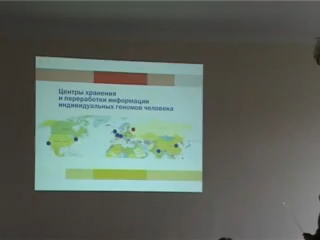 Центры хранения
и переработки информации
индивидуальных геномов человека